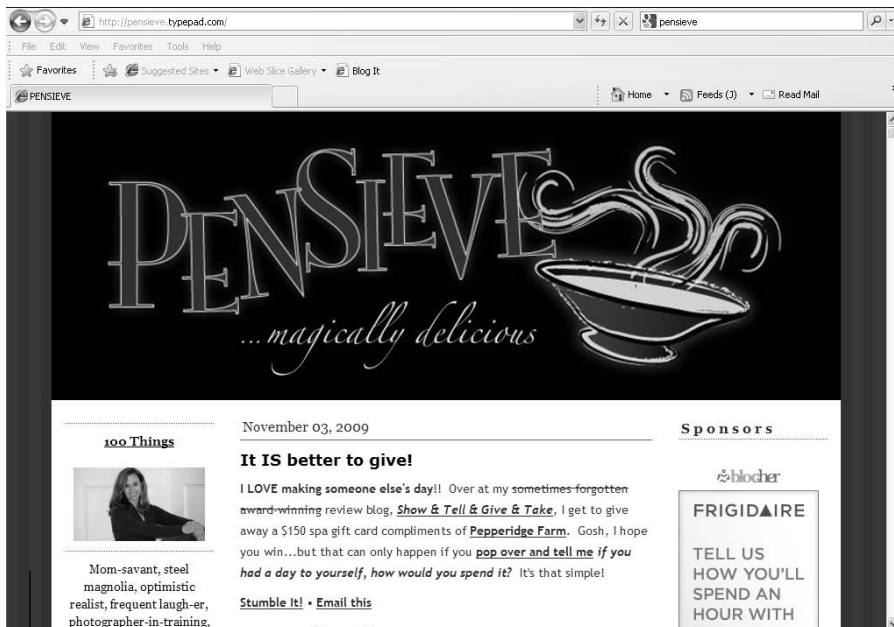 http://pensieve.typepad.com/
pensieve
File Edit View Favorites Tools Help
Favorites Suggested Sites Web Slice Gallery Blog It
PENSIEVE
Home Feeds (J) Read Mail
PENSIEVE
...magically delicious
100 Things
Mom-savant, steel
magnolia, optimistic
realist, frequent laugh-er,
photographer-in-training,
November 03, 2009
It IS better to give!
I LOVE making someone else's day!! Over at my sometimes forgotten
award-winning review blog, Show & Tell & Give & Take, I get to give
away a $150 spa gift card compliments of Pepperidge Farm. Gosh, I hope
you win...but that can only happen if you pop over and tell me if you
had a day to yourself, how would you spend it? It's that simple!
Stumble It! • Email this
Sponsors
blogher
FRIGIDAIRE
TELL US
HOW YOU'LL
SPEND AN
HOUR WITH